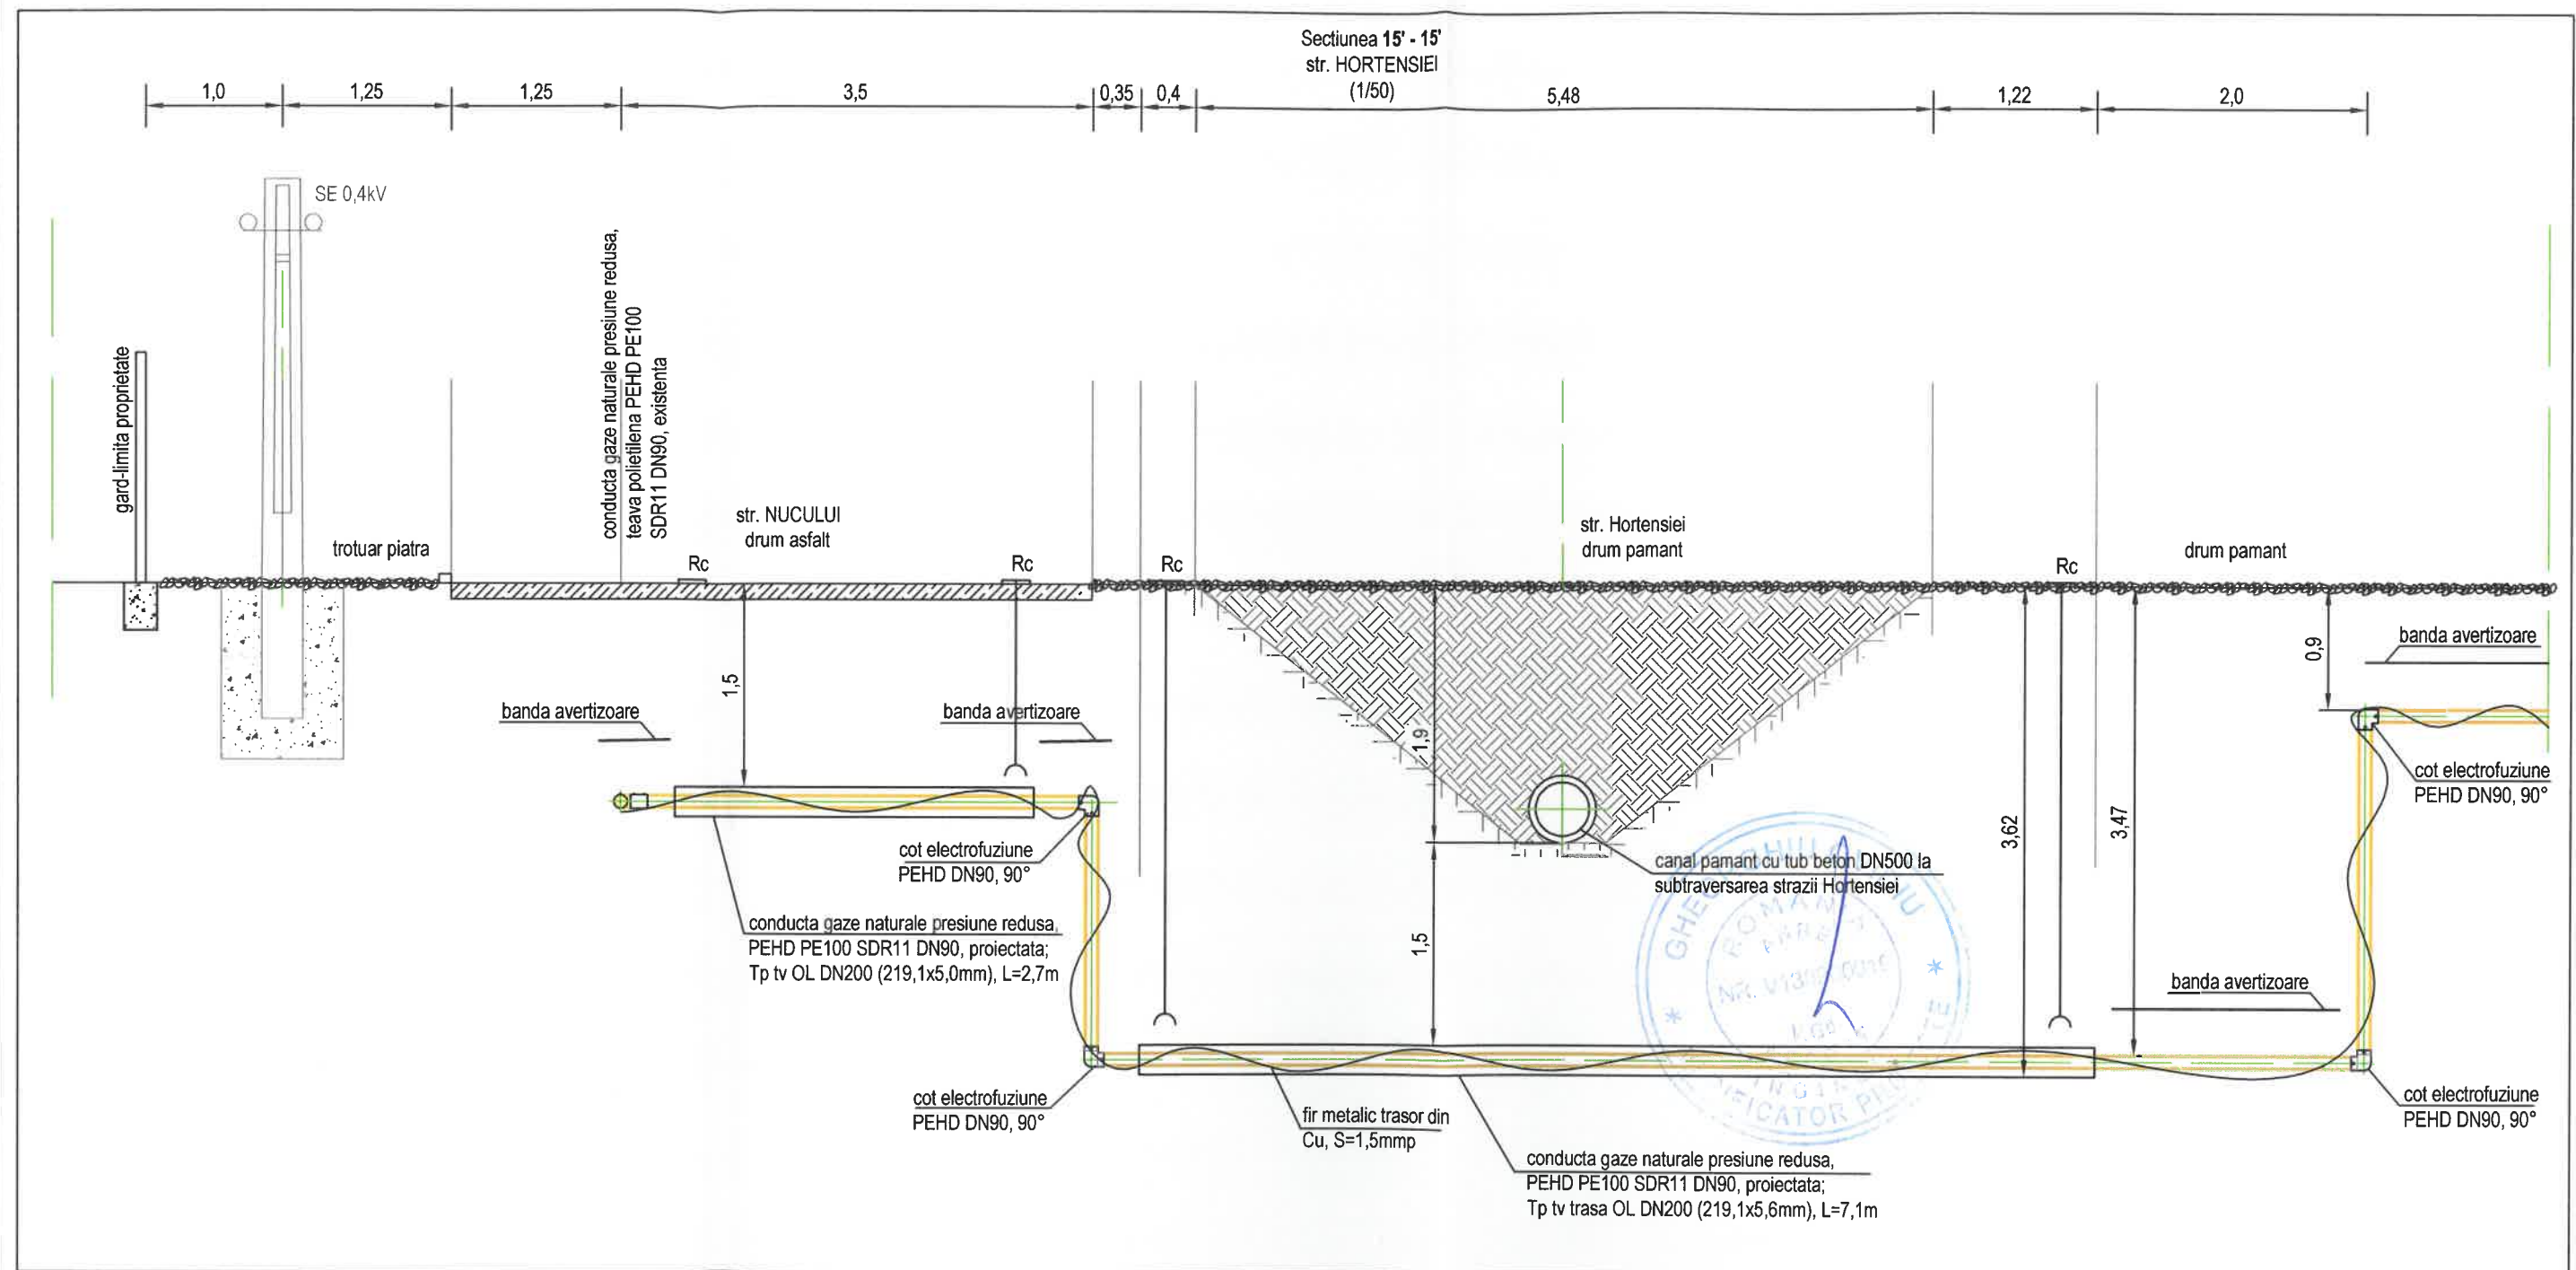 Sectiunea 15' - 15'
str. HORTENSIEI
(1/50)
1,0
1,25
1,25
3,5
0,35
0,4
5,48
1,22
2,0
SE 0,4kV
gard-limita proprietate
conducta gaze naturale presiune redusa,
teava polietilena PEHD PE100
SDR11 DN90, existenta
trotuar piatra
str. NUCULUI
drum asfalt
Rc
Rc
Rc
str. Hortensiei
drum pamant
Rc
drum pamant
1,5
banda avertizoare
banda avertizoare
1,9
0,9
banda avertizoare
cot electrofuziune
PEHD DN90, 90°
cot electrofuziune
PEHD DN90, 90°
canal pamant cu tub beton DN500 la
subtraversarea strazii Hortensiei
3,62
3,47
1,5
conducta gaze naturale presiune redusa,
PEHD PE100 SDR11 DN90, proiectata;
Tp tv OL DN200 (219,1x5,0mm), L=2,7m
banda avertizoare
cot electrofuziune
PEHD DN90, 90°
fir metalic trasor din
Cu, S=1,5mmp
cot electrofuziune
PEHD DN90, 90°
conducta gaze naturale presiune redusa,
PEHD PE100 SDR11 DN90, proiectata;
Tp tv trasa OL DN200 (219,1x5,6mm), L=7,1m
ROMANIA